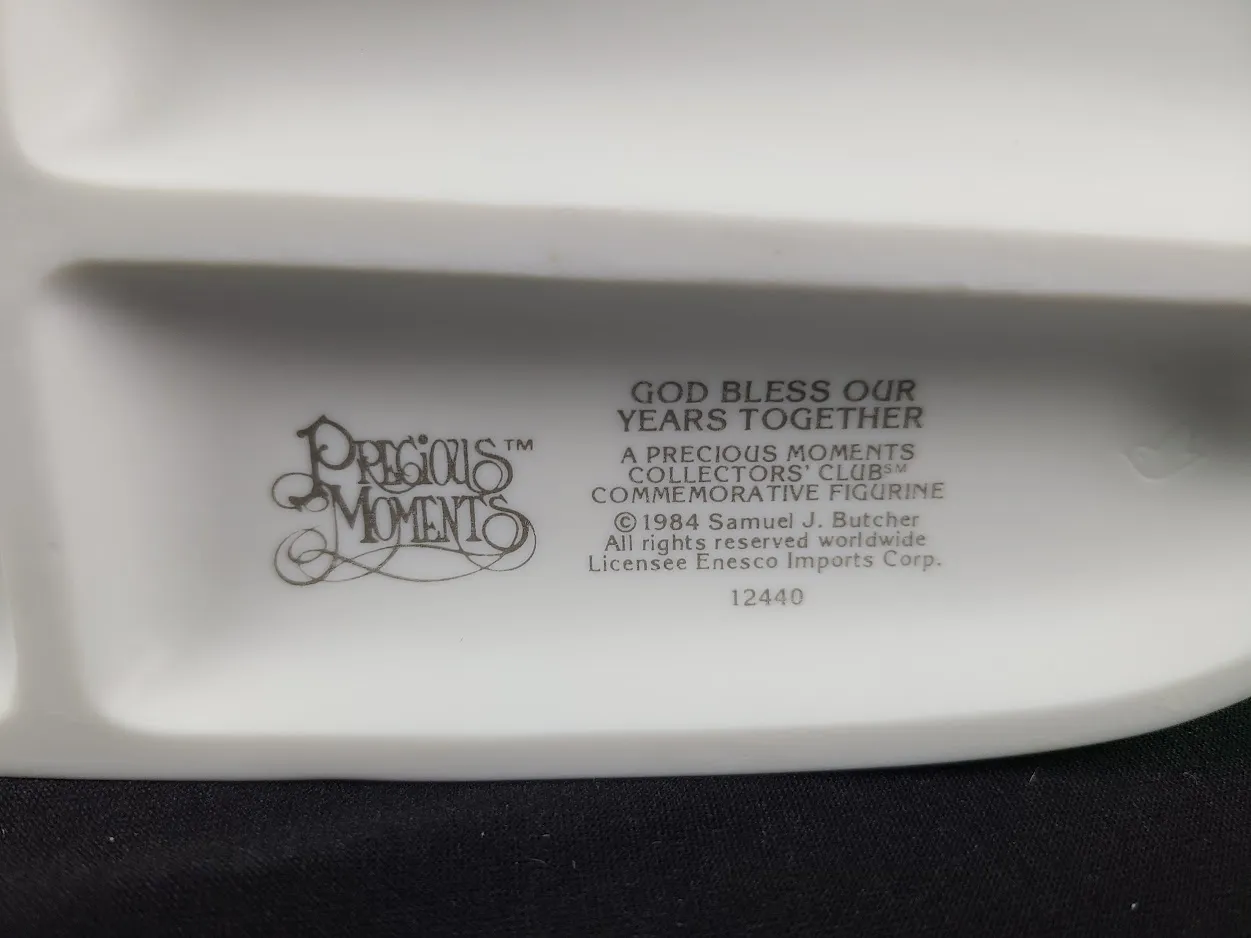 PRECIOUS™
MOMENTS
GOD BLESS OUR
YEARS TOGETHER
A PRECIOUS MOMENTS
COLLECTORS' CLUB℠
COMMEMORATIVE FIGURINE
©1984 Samuel J. Butcher
All rights reserved worldwide
Licensee Enesco Imports Corp.
12440